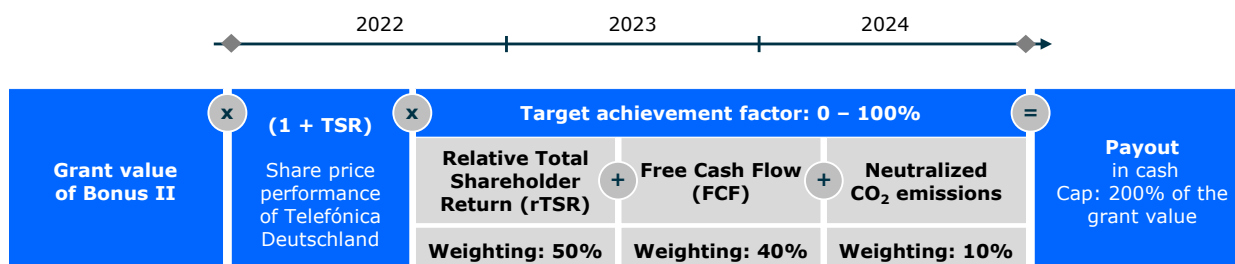 2022
2023
2024
Grant value
of Bonus II
x
(1 + TSR)
Share price
performance
of Telefónica
Deutschland
x
Target achievement factor: 0 – 100%
Relative Total
Shareholder
Return (rTSR)
Weighting: 50%
+
Free Cash Flow
(FCF)
Weighting: 40%
+
Neutralized
CO₂ emissions
Weighting: 10%
=
Payout
in cash
Cap: 200% of the
grant value